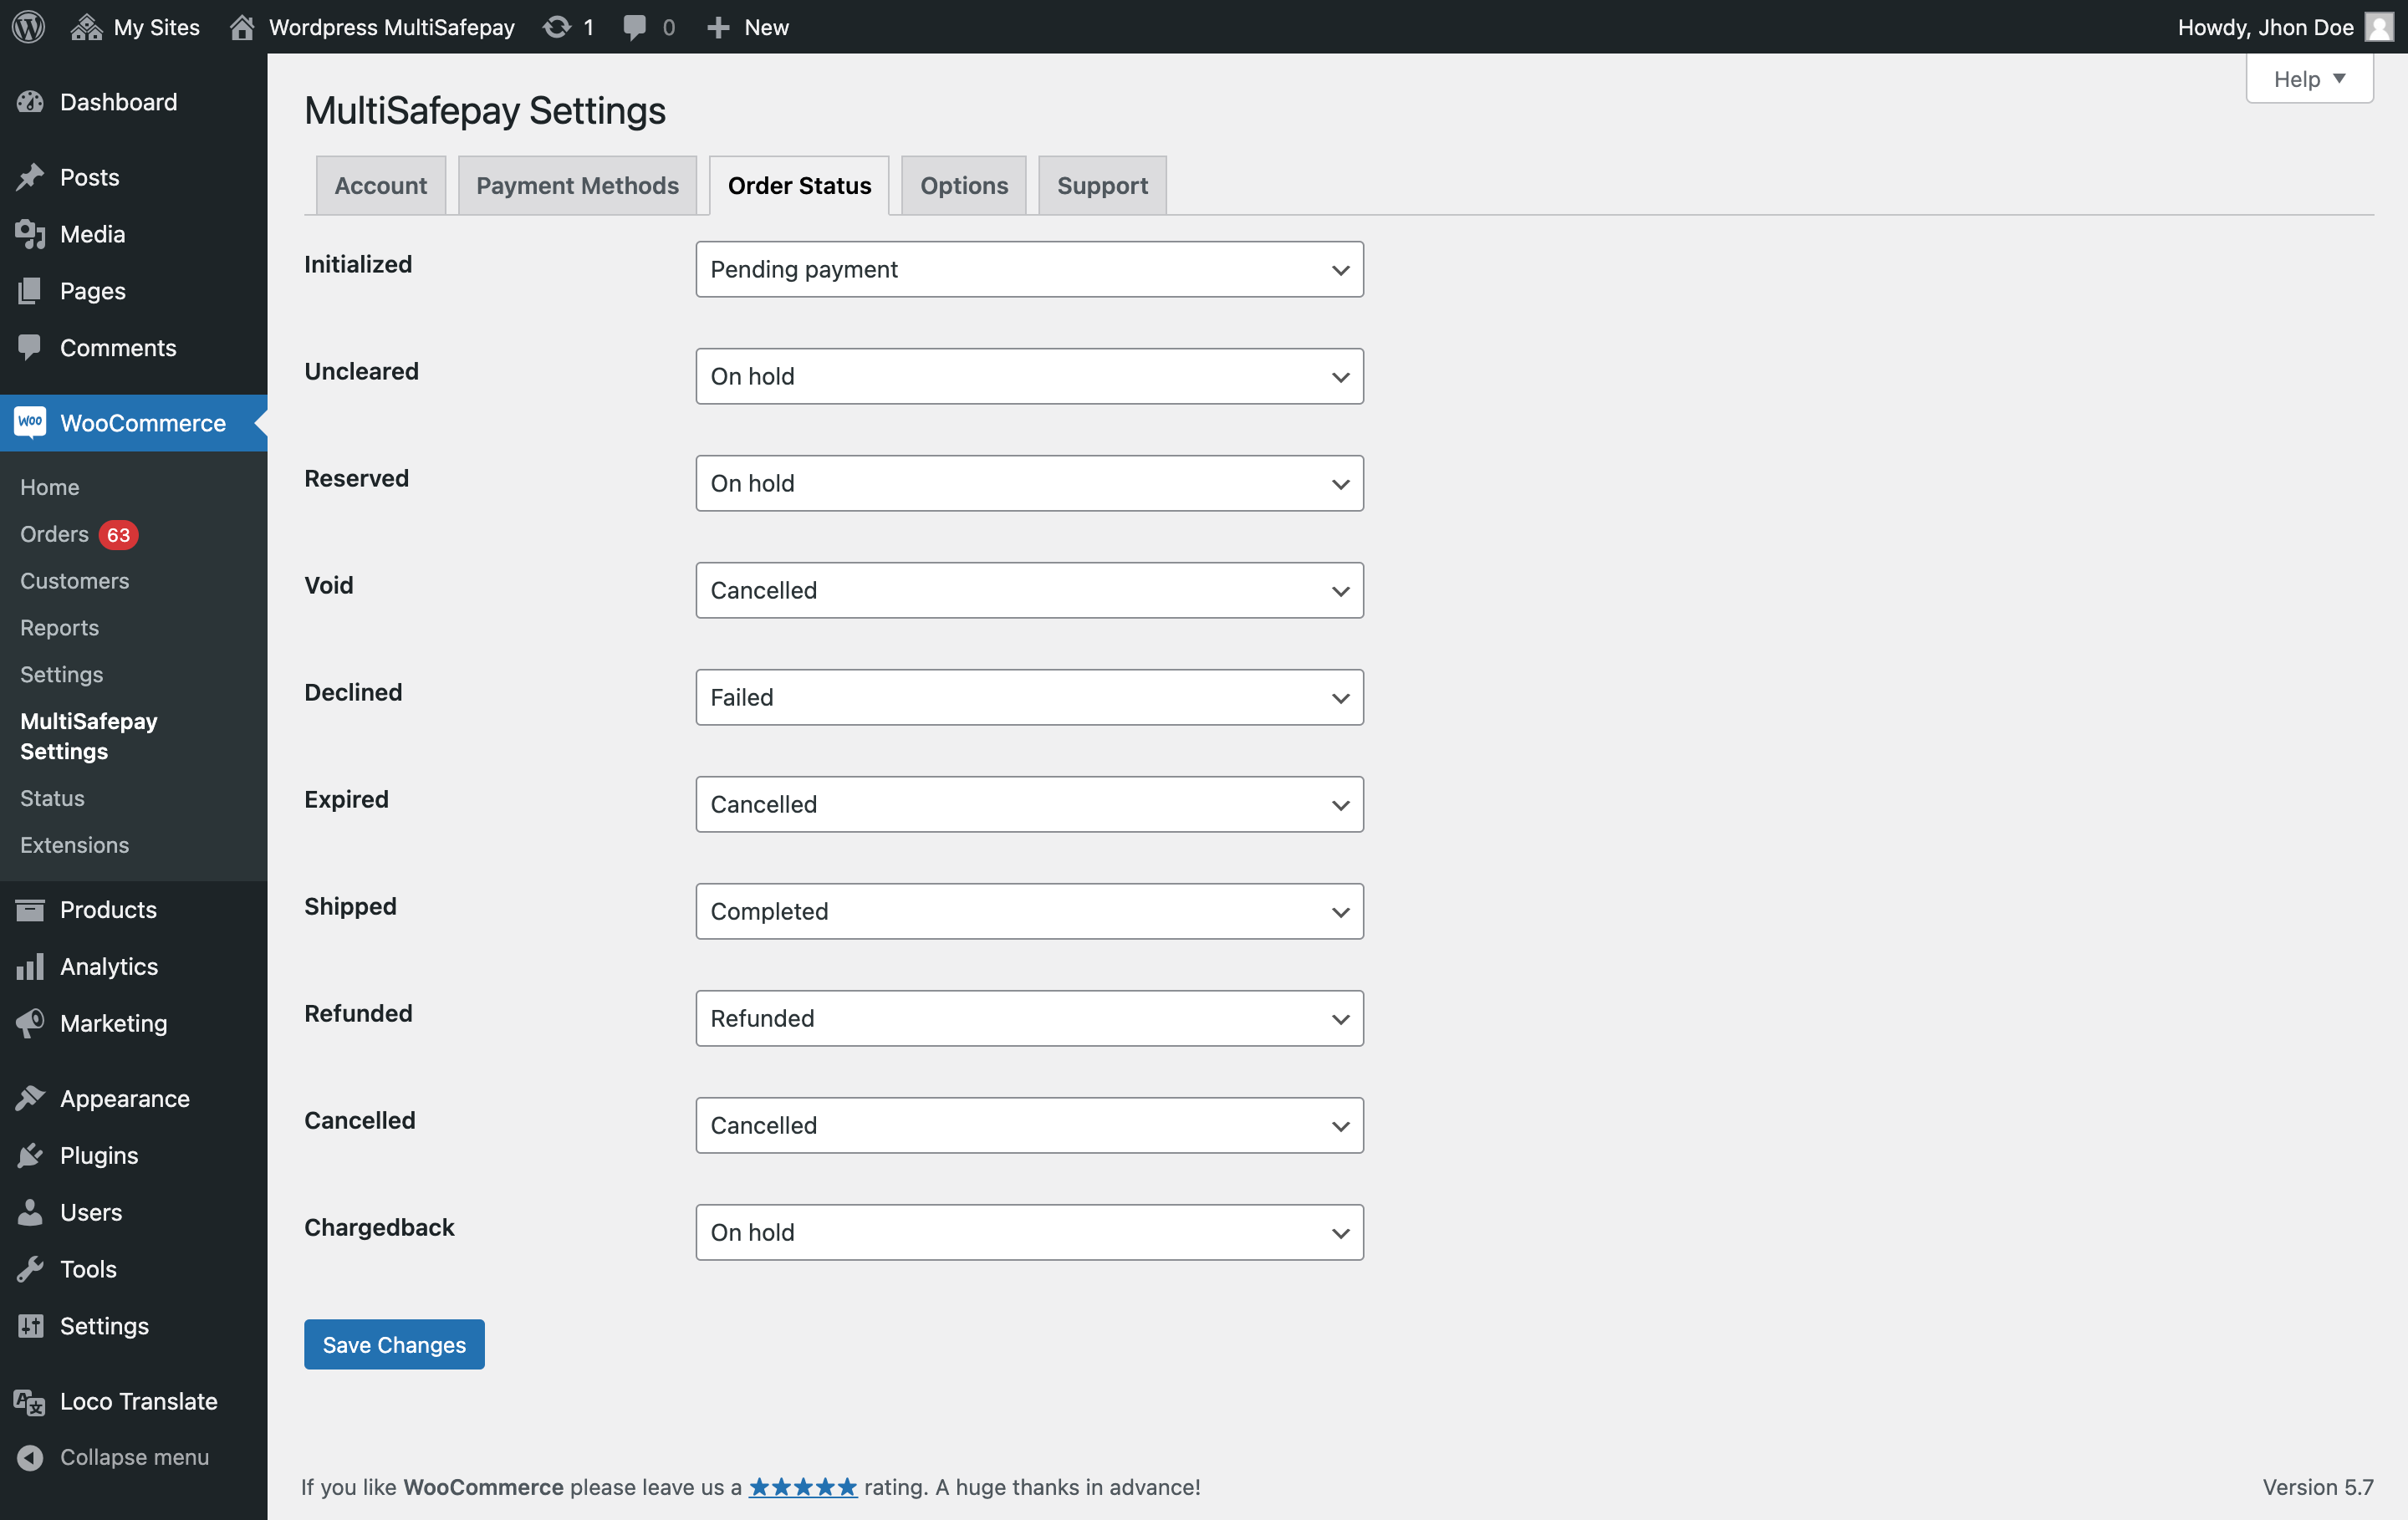 My Sites
Wordpress MultiSafepay
1
0
New
Howdy, Jhon Doe
Dashboard
Posts
Media
Pages
Comments
Woo
WooCommerce
Home
Orders 63
Customers
Reports
Settings
MultiSafepay
Settings
Status
Extensions
Products
Analytics
Marketing
Appearance
Plugins
Users
Tools
Settings
Loco Translate
Collapse menu
Help
MultiSafepay Settings
Account
Payment Methods
Order Status
Options
Support
Initialized
Pending payment
Uncleared
On hold
Reserved
On hold
Void
Cancelled
Declined
Failed
Expired
Cancelled
Shipped
Completed
Refunded
Refunded
Cancelled
Cancelled
Chargedback
On hold
Save Changes
If you like WooCommerce please leave us a ★★★★★ rating. A huge thanks in advance!
Version 5.7